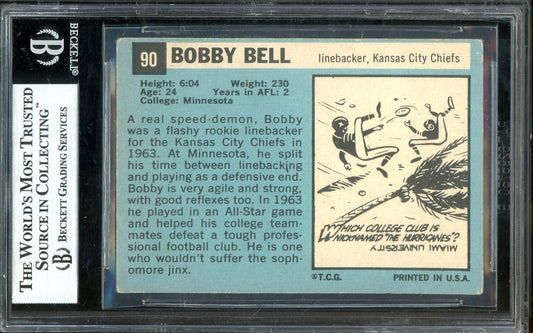 BECKETT
BGS
THE WORLD'S MOST TRUSTED
SOURCE IN COLLECTING™
BECKETT GRADING SERVICES
90 BOBBY BELL linebacker, Kansas City Chiefs
Height: 6:04 Weight: 230
Age: 24 Years in AFL: 2
College: Minnesota
A real speed-demon, Bobby
was a flashy rookie linebacker
for the Kansas City Chiefs in
1963. At Minnesota, he split
his time between linebacking
and playing as a defensive end.
Bobby is very agile and strong,
with good reflexes too. In 1963
he played in an All-Star game
and helped his college team-
mates defeat a tough profes-
sional football club. He is one
who wouldn't suffer the soph-
omore jinx.
WHICH COLLEGE CLUB IS
NICKNAMED "THE HURRICANES"?
MIAMI UNIVERSITY
©T.C.G. PRINTED IN U.S.A.